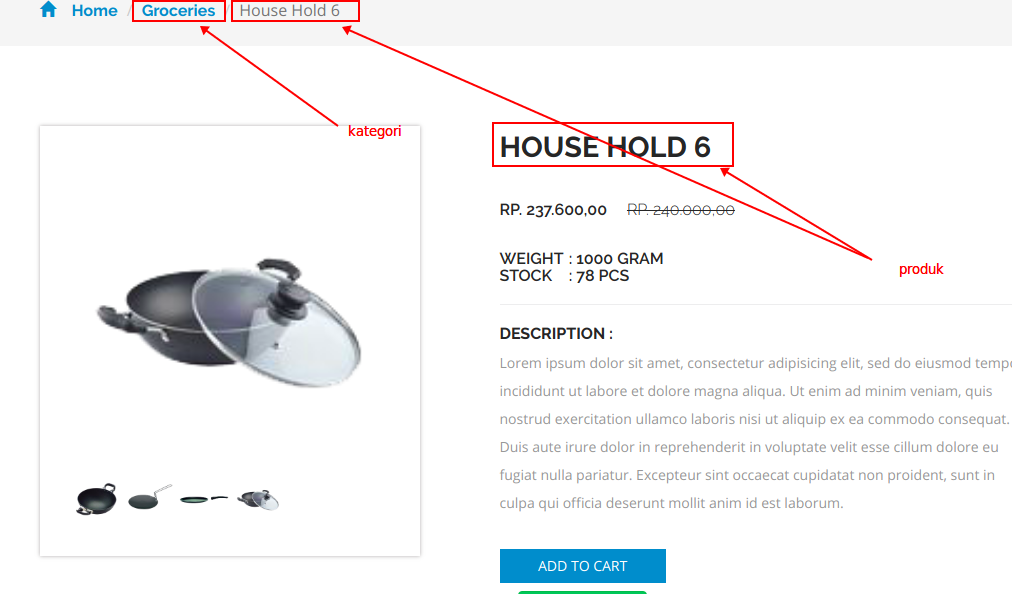 Home / Groceries / House Hold 6
kategori
HOUSE HOLD 6
RP. 237.600,00 RP. 240.000,00
WEIGHT : 1000 GRAM
STOCK : 78 PCS
produk
DESCRIPTION :
Lorem ipsum dolor sit amet, consectetur adipisicing elit, sed do eiusmod tempo
incididunt ut labore et dolore magna aliqua. Ut enim ad minim veniam, quis
nostrud exercitation ullamco laboris nisi ut aliquip ex ea commodo consequat.
Duis aute irure dolor in reprehenderit in voluptate velit esse cillum dolore eu
fugiat nulla pariatur. Excepteur sint occaecat cupidatat non proident, sunt in
culpa qui officia deserunt mollit anim id est laborum.
ADD TO CART